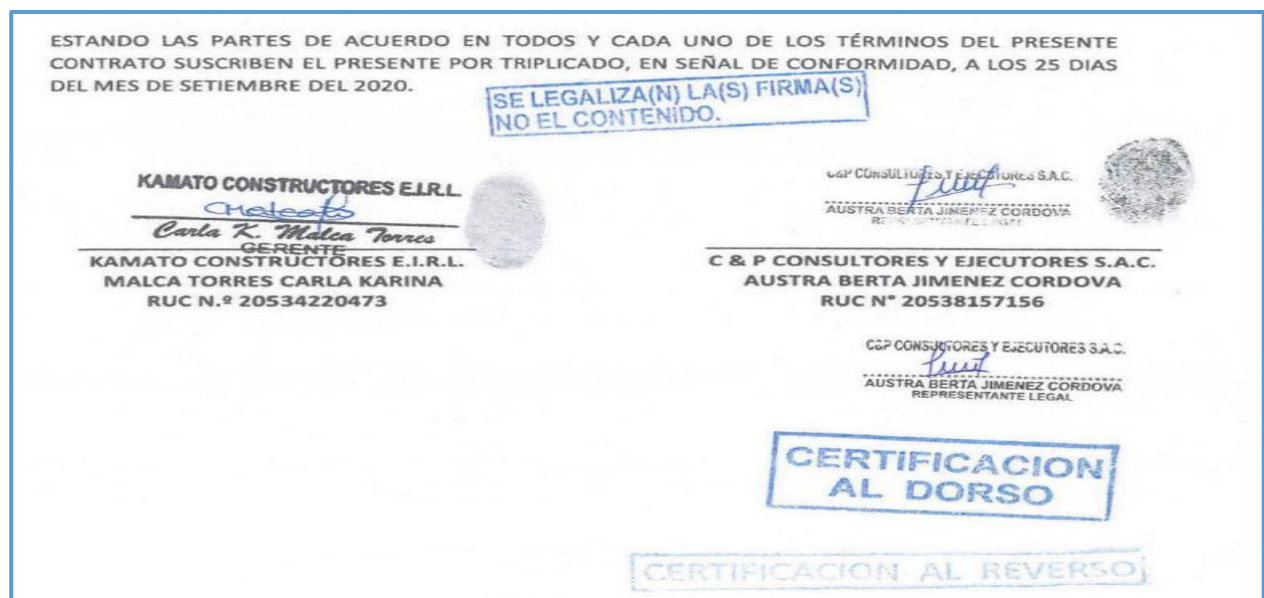 ESTANDO LAS PARTES DE ACUERDO EN TODOS Y CADA UNO DE LOS TÉRMINOS DEL PRESENTE
CONTRATO SUSCRIBEN EL PRESENTE POR TRIPLICADO, EN SEÑAL DE CONFORMIDAD, A LOS 25 DIAS
DEL MES DE SETIEMBRE DEL 2020.
SE LEGALIZA(N) LA(S) FIRMA(S)
NO EL CONTENIDO.
KAMATO CONSTRUCTORES E.I.R.L.
Carla K. Malca Torres
GERENTE
KAMATO CONSTRUCTORES E.I.R.L.
MALCA TORRES CARLA KARINA
RUC N.º 20534220473
C&P CONSULTORES Y EJECUTORES S.A.C.
AUSTRA BERTA JIMENEZ CORDOVA
REPRESENTANTE LEGAL
C & P CONSULTORES Y EJECUTORES S.A.C.
AUSTRA BERTA JIMENEZ CORDOVA
RUC N° 20538157156
C&P CONSULTORES Y EJECUTORES S.A.C.
AUSTRA BERTA JIMENEZ CORDOVA
REPRESENTANTE LEGAL
CERTIFICACION
AL DORSO
CERTIFICACION AL REVERSO